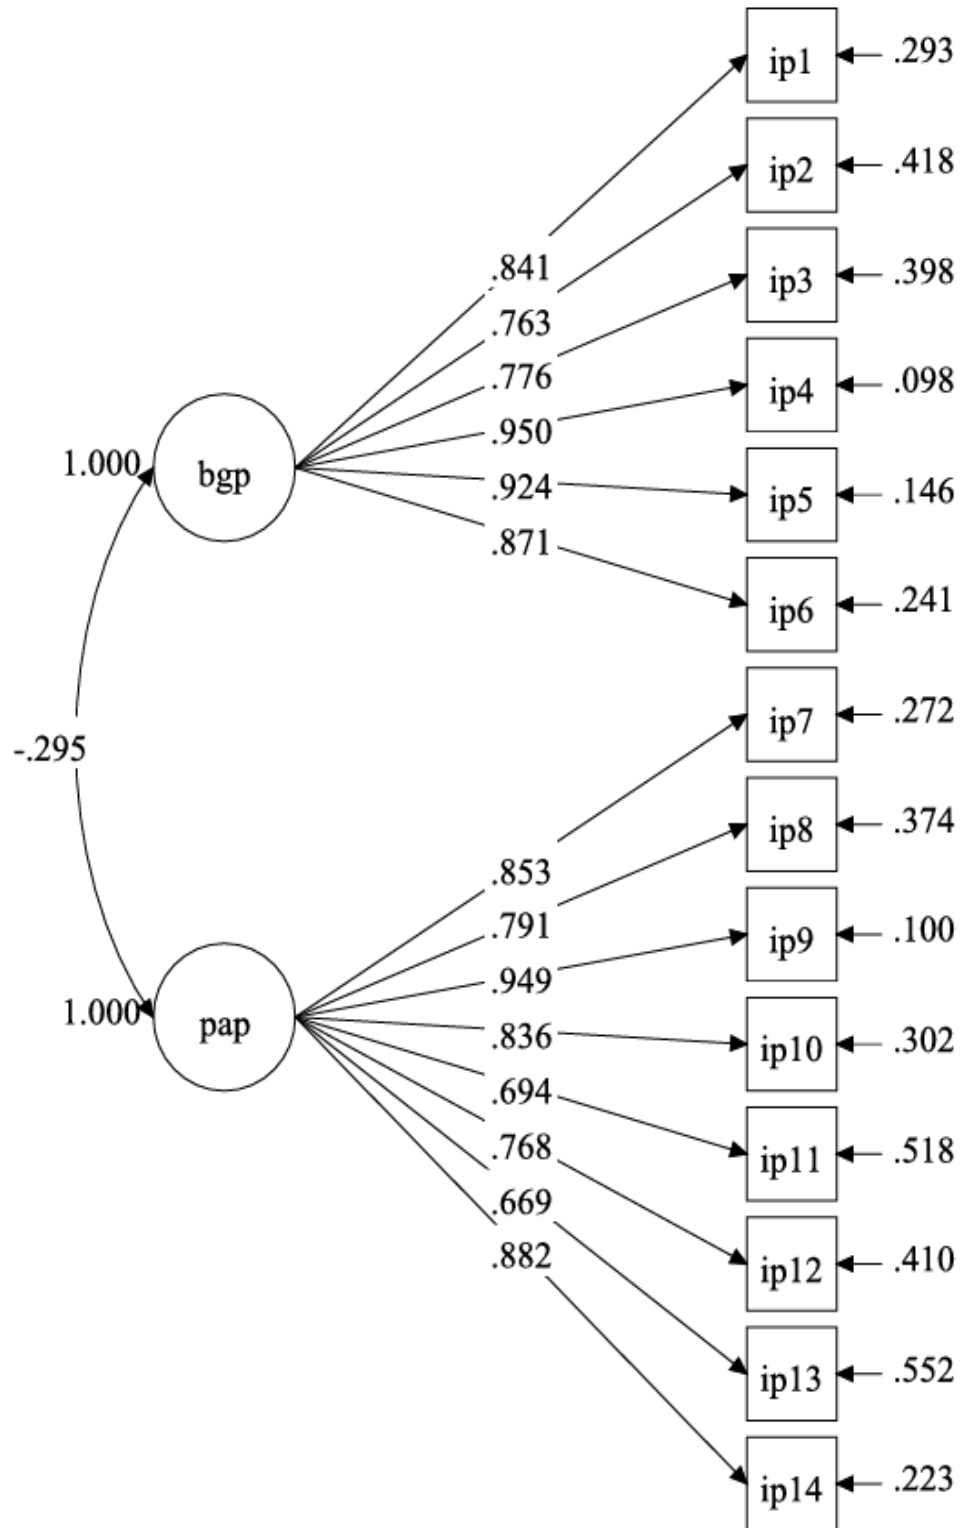 ip1 .293
ip2 .418
.841
ip3 .398
.763
.776
ip4 .098
.950
1.000 bgp
.924
ip5 .146
.871
ip6 .241
ip7 .272
-.295
ip8 .374
.853
.791
ip9 .100
.949
1.000 pap
.836
ip10 .302
.694
.768
ip11 .518
.669
.882
ip12 .410
ip13 .552
ip14 .223